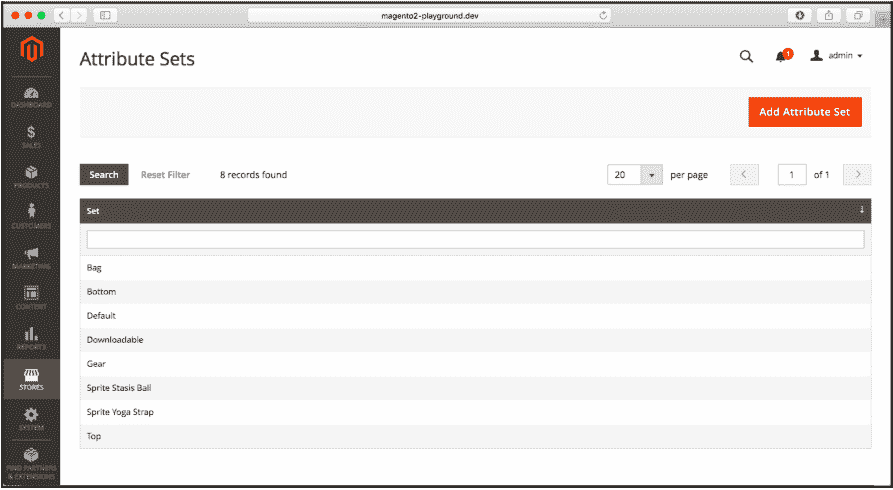 magento2-playground.dev
Attribute Sets
1
admin
Add Attribute Set
Search Reset Filter 8 records found 20 per page 1 of 1
Set
Bag
Bottom
Default
Downloadable
Gear
Sprite Stasis Ball
Sprite Yoga Strap
Top
DASHBOARD
$
SALES
PRODUCTS
CUSTOMERS
MARKETING
CONTENT
REPORTS
STORES
SYSTEM
FIND PARTNERS
& EXTENSIONS